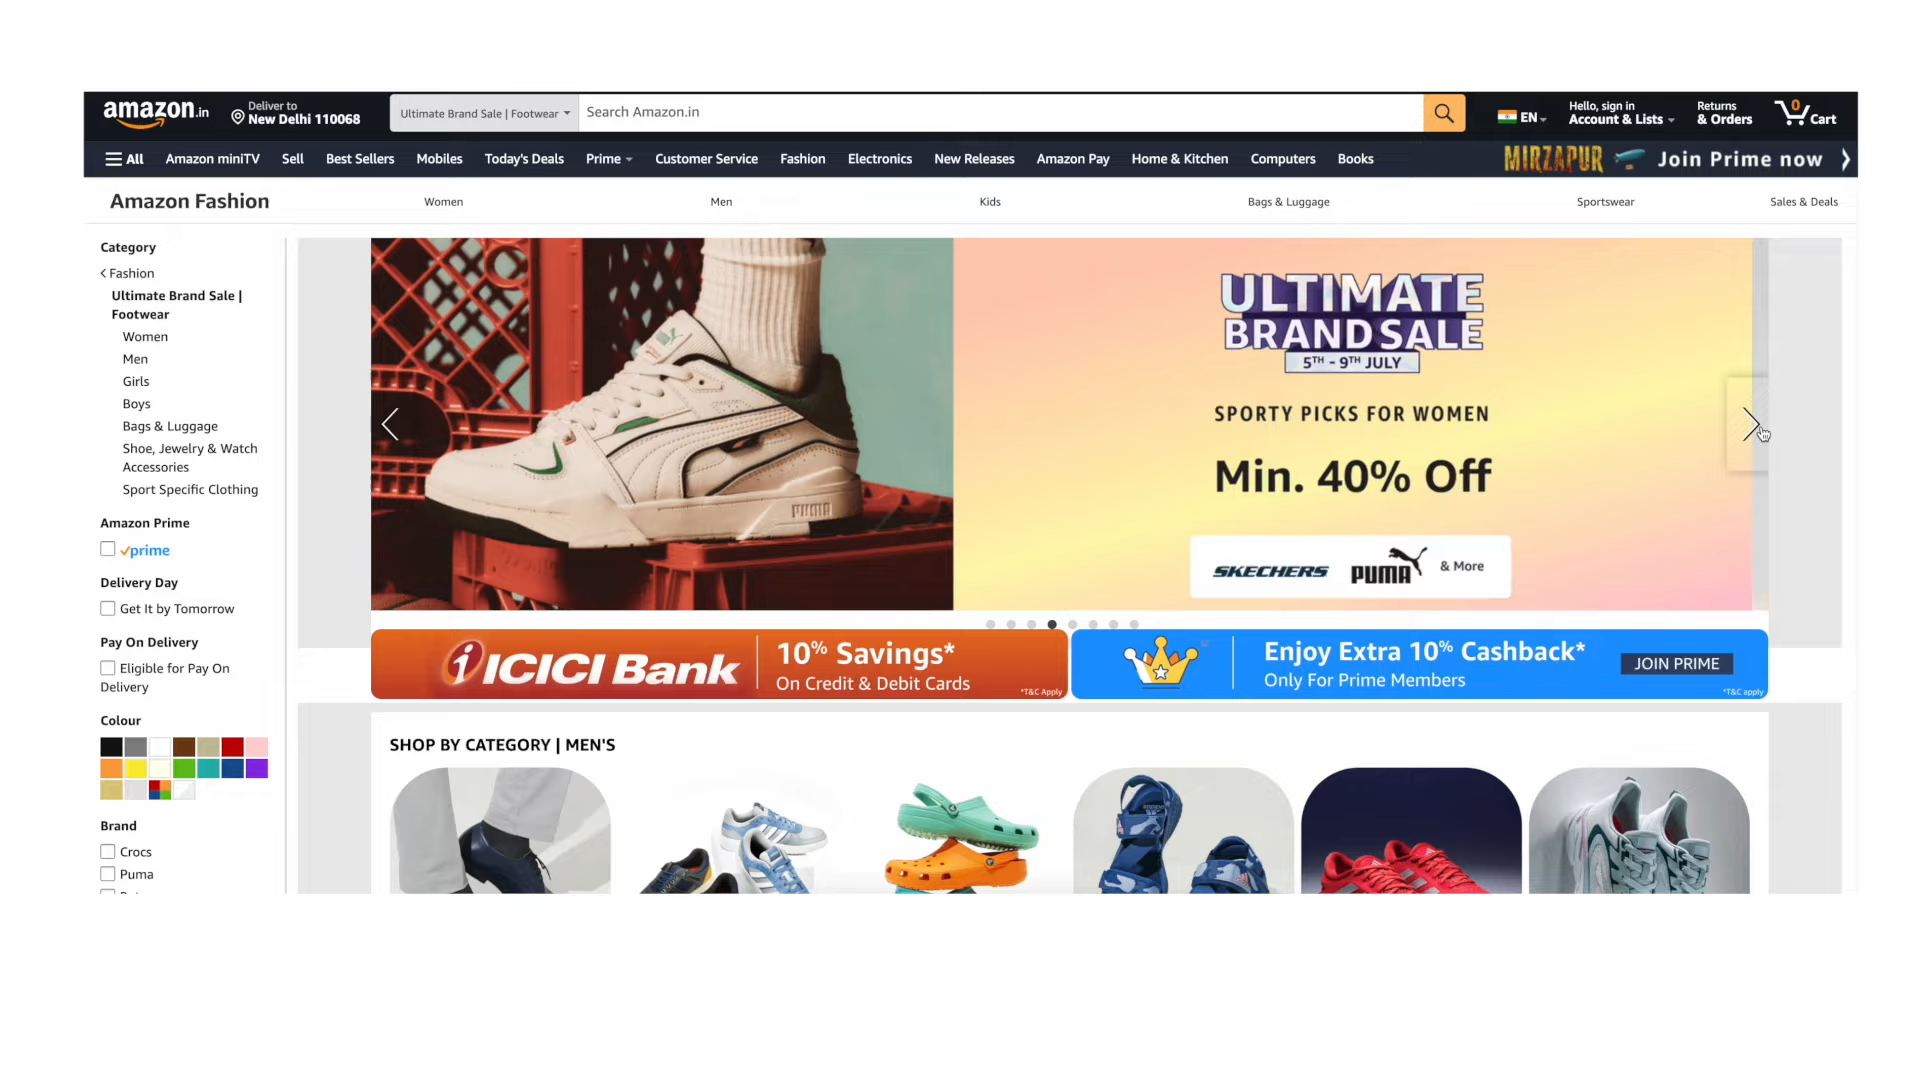 amazon.in
Deliver to
New Delhi 110068
Ultimate Brand Sale | Footwear
Search Amazon.in
EN
Hello, sign in
Account & Lists
Returns
& Orders
0
Cart
All
Amazon miniTV
Sell
Best Sellers
Mobiles
Today's Deals
Prime
Customer Service
Fashion
Electronics
New Releases
Amazon Pay
Home & Kitchen
Computers
Books
MIRZAPUR
Join Prime now
Amazon Fashion
Women
Men
Kids
Bags & Luggage
Sportswear
Sales & Deals
Category
Fashion
Ultimate Brand Sale |
Footwear
Women
Men
Girls
Boys
Bags & Luggage
Shoe, Jewelry & Watch
Accessories
Sport Specific Clothing
Amazon Prime
prime
Delivery Day
Get It by Tomorrow
Pay On Delivery
Eligible for Pay On
Delivery
Colour
Brand
Crocs
Puma
PUMA
ULTIMATE
BRAND SALE
5TH - 9TH JULY
SPORTY PICKS FOR WOMEN
Min. 40% Off
SKECHERS
PUMA
& More
ICICI Bank
10% Savings*
On Credit & Debit Cards
*T&C Apply
Enjoy Extra 10% Cashback*
Only For Prime Members
JOIN PRIME
*T&C apply
SHOP BY CATEGORY | MEN'S